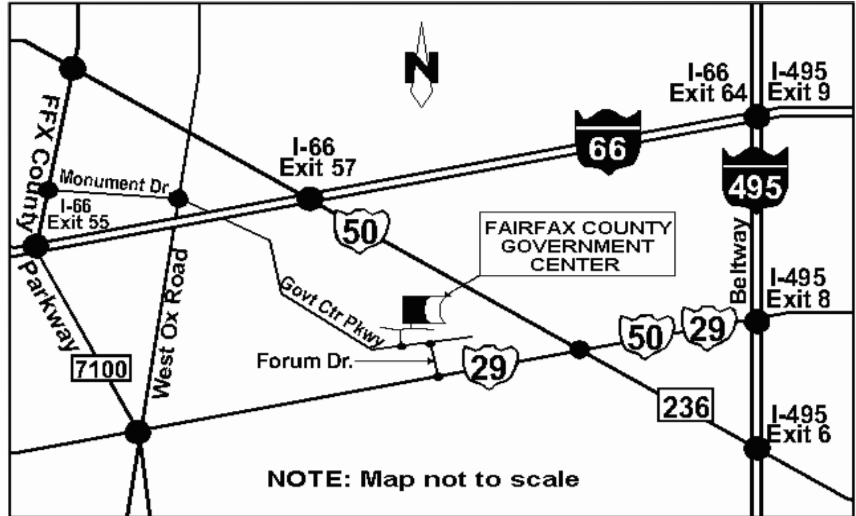 N
I-66
Exit 64
I-495
Exit 9
FFX County
I-66
Exit 57
66
Monument Dr.
495
I-66
Exit 55
50
FAIRFAX COUNTY
GOVERNMENT
CENTER
Parkway
West Ox Road
Govt Ctr Pkwy
Beltway
I-495
Exit 8
50
29
7100
Forum Dr.
29
236
I-495
Exit 6
NOTE: Map not to scale